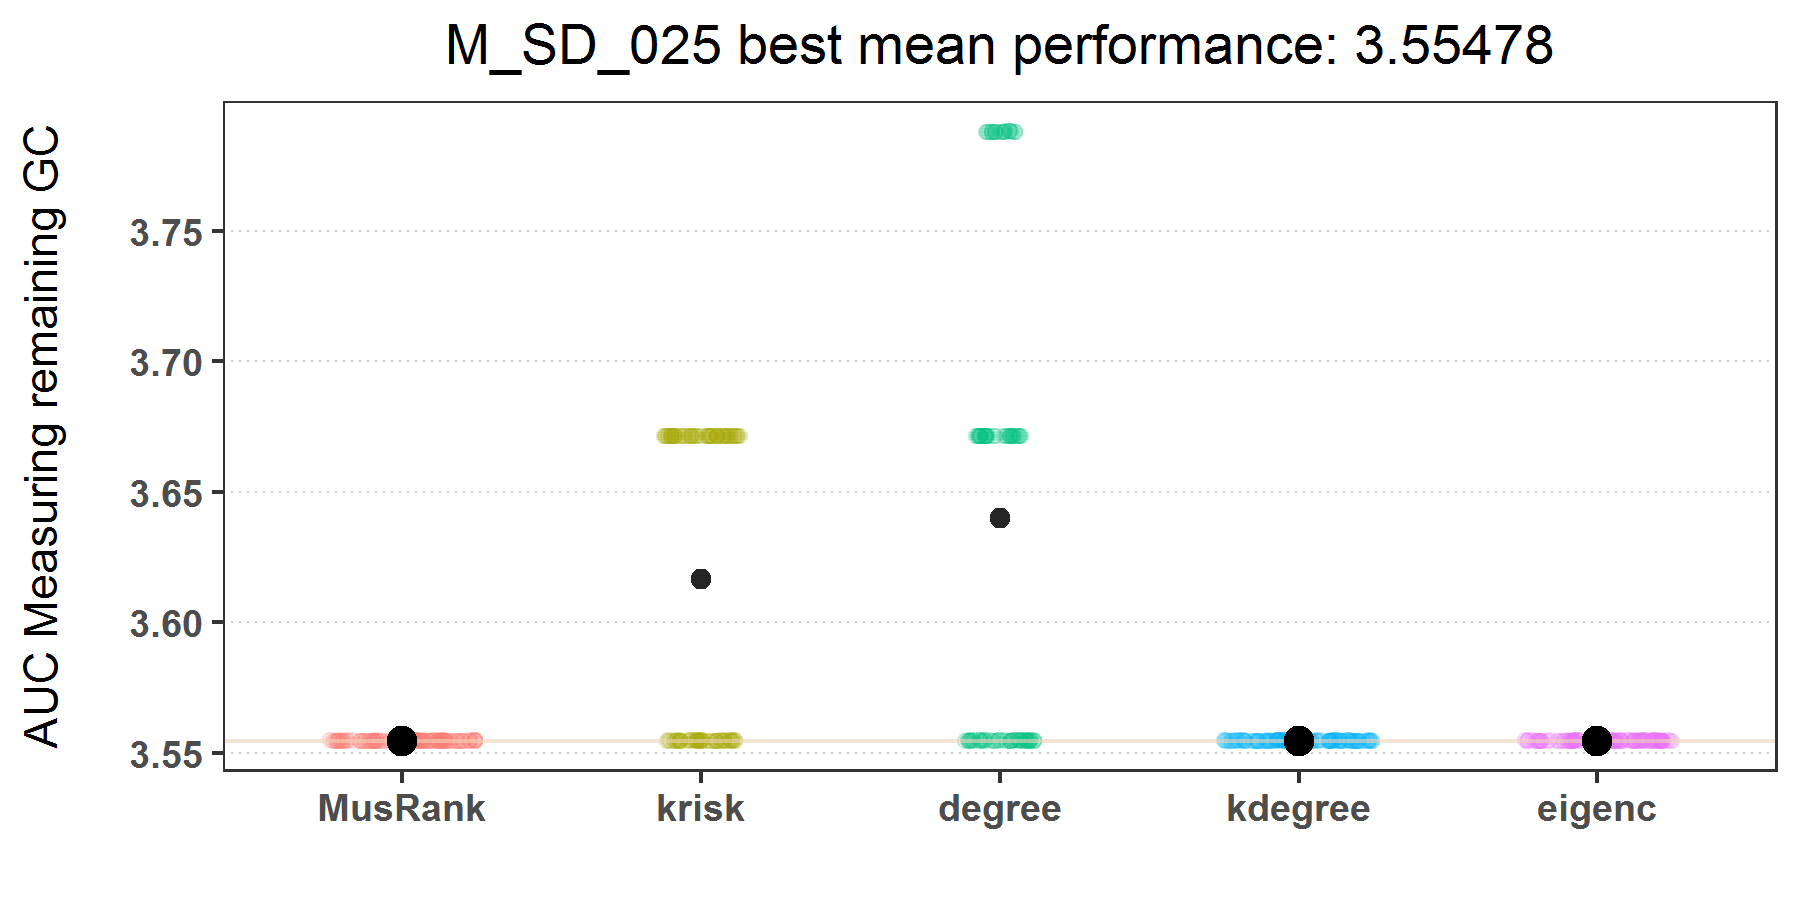 M_SD_025 best mean performance: 3.55478
AUC Measuring remaining GC
3.75
3.70
3.65
3.60
3.55
MusRank krisk degree kdegree eigenc